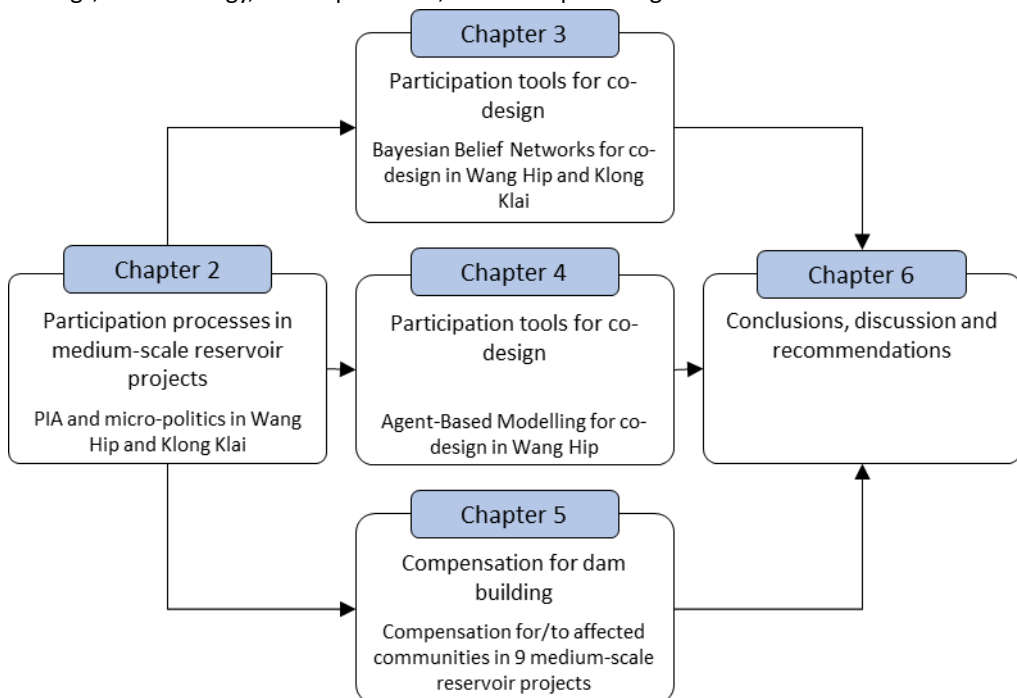 Chapter 3
Participation tools for co-
design
Bayesian Belief Networks for co-
design in Wang Hip and Klong
Klai
Chapter 2
Participation processes in
medium-scale reservoir
projects
PIA and micro-politics in Wang
Hip and Klong Klai
Chapter 4
Participation tools for co-
design
Agent-Based Modelling for co-
design in Wang Hip
Chapter 6
Conclusions, discussion and
recommendations
Chapter 5
Compensation for dam
building
Compensation for/to affected
communities in 9 medium-scale
reservoir projects